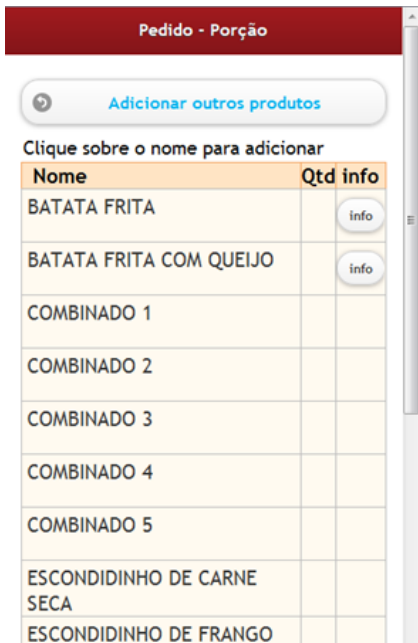 Pedido - Porção
Adicionar outros produtos
Clique sobre o nome para adicionar
Nome Qtd info
BATATA FRITA info
BATATA FRITA COM QUEIJO info
COMBINADO 1
COMBINADO 2
COMBINADO 3
COMBINADO 4
COMBINADO 5
ESCONDIDINHO DE CARNE
SECA
ESCONDIDINHO DE FRANGO